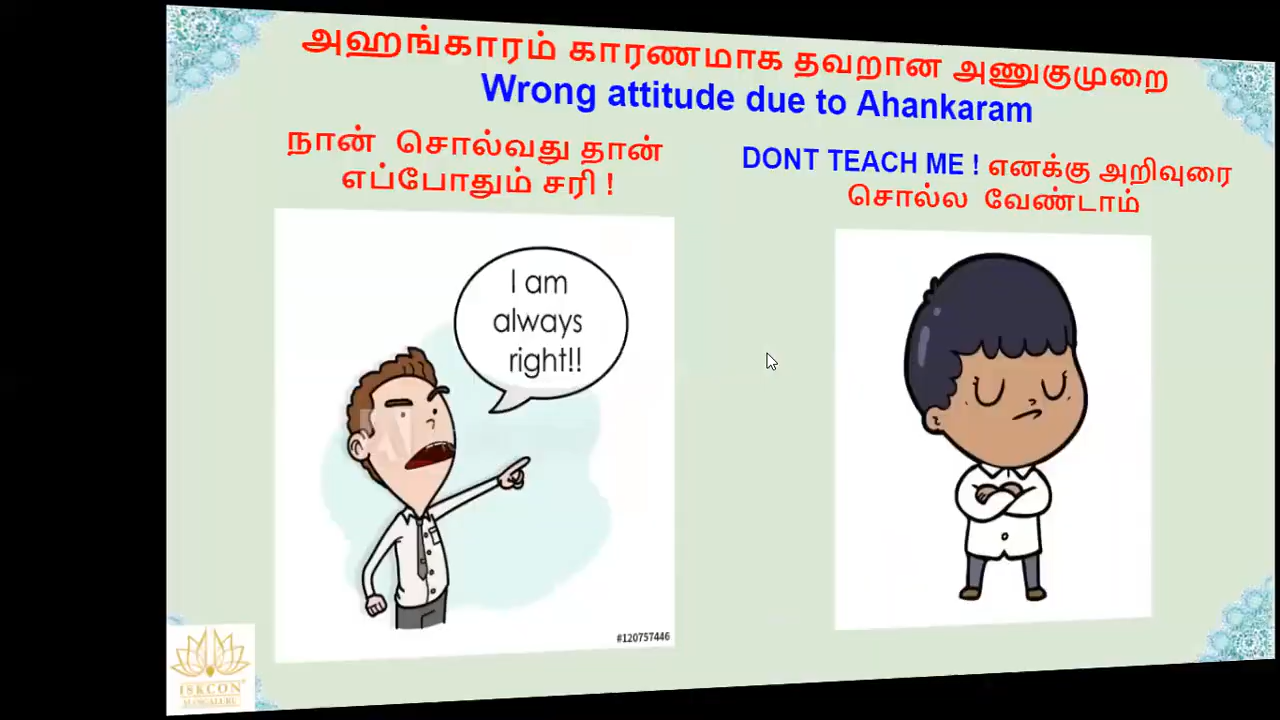 அஹங்காரம் காரணமாக தவறான அணுகுமுறை
Wrong attitude due to Ahankaram
நான் சொல்வது தான்
எப்போதும் சரி !
DONT TEACH ME ! எனக்கு அறிவுரை
சொல்ல வேண்டாம்
I am
always
right!!
#120757446
ISKCON